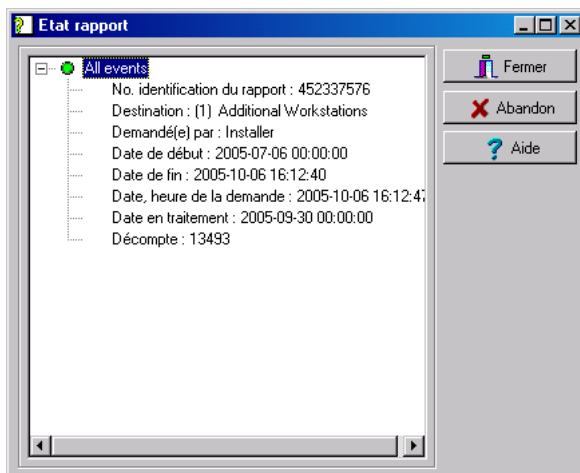 Etat rapport
All events
No. identification du rapport : 452337576
Destination : (1) Additional Workstations
Demandé(e) par : Installer
Date de début : 2005-07-06 00:00:00
Date de fin : 2005-10-06 16:12:40
Date, heure de la demande : 2005-10-06 16:12:47
Date en traitement : 2005-09-30 00:00:00
Décompte : 13493
Fermer
Abandon
Aide